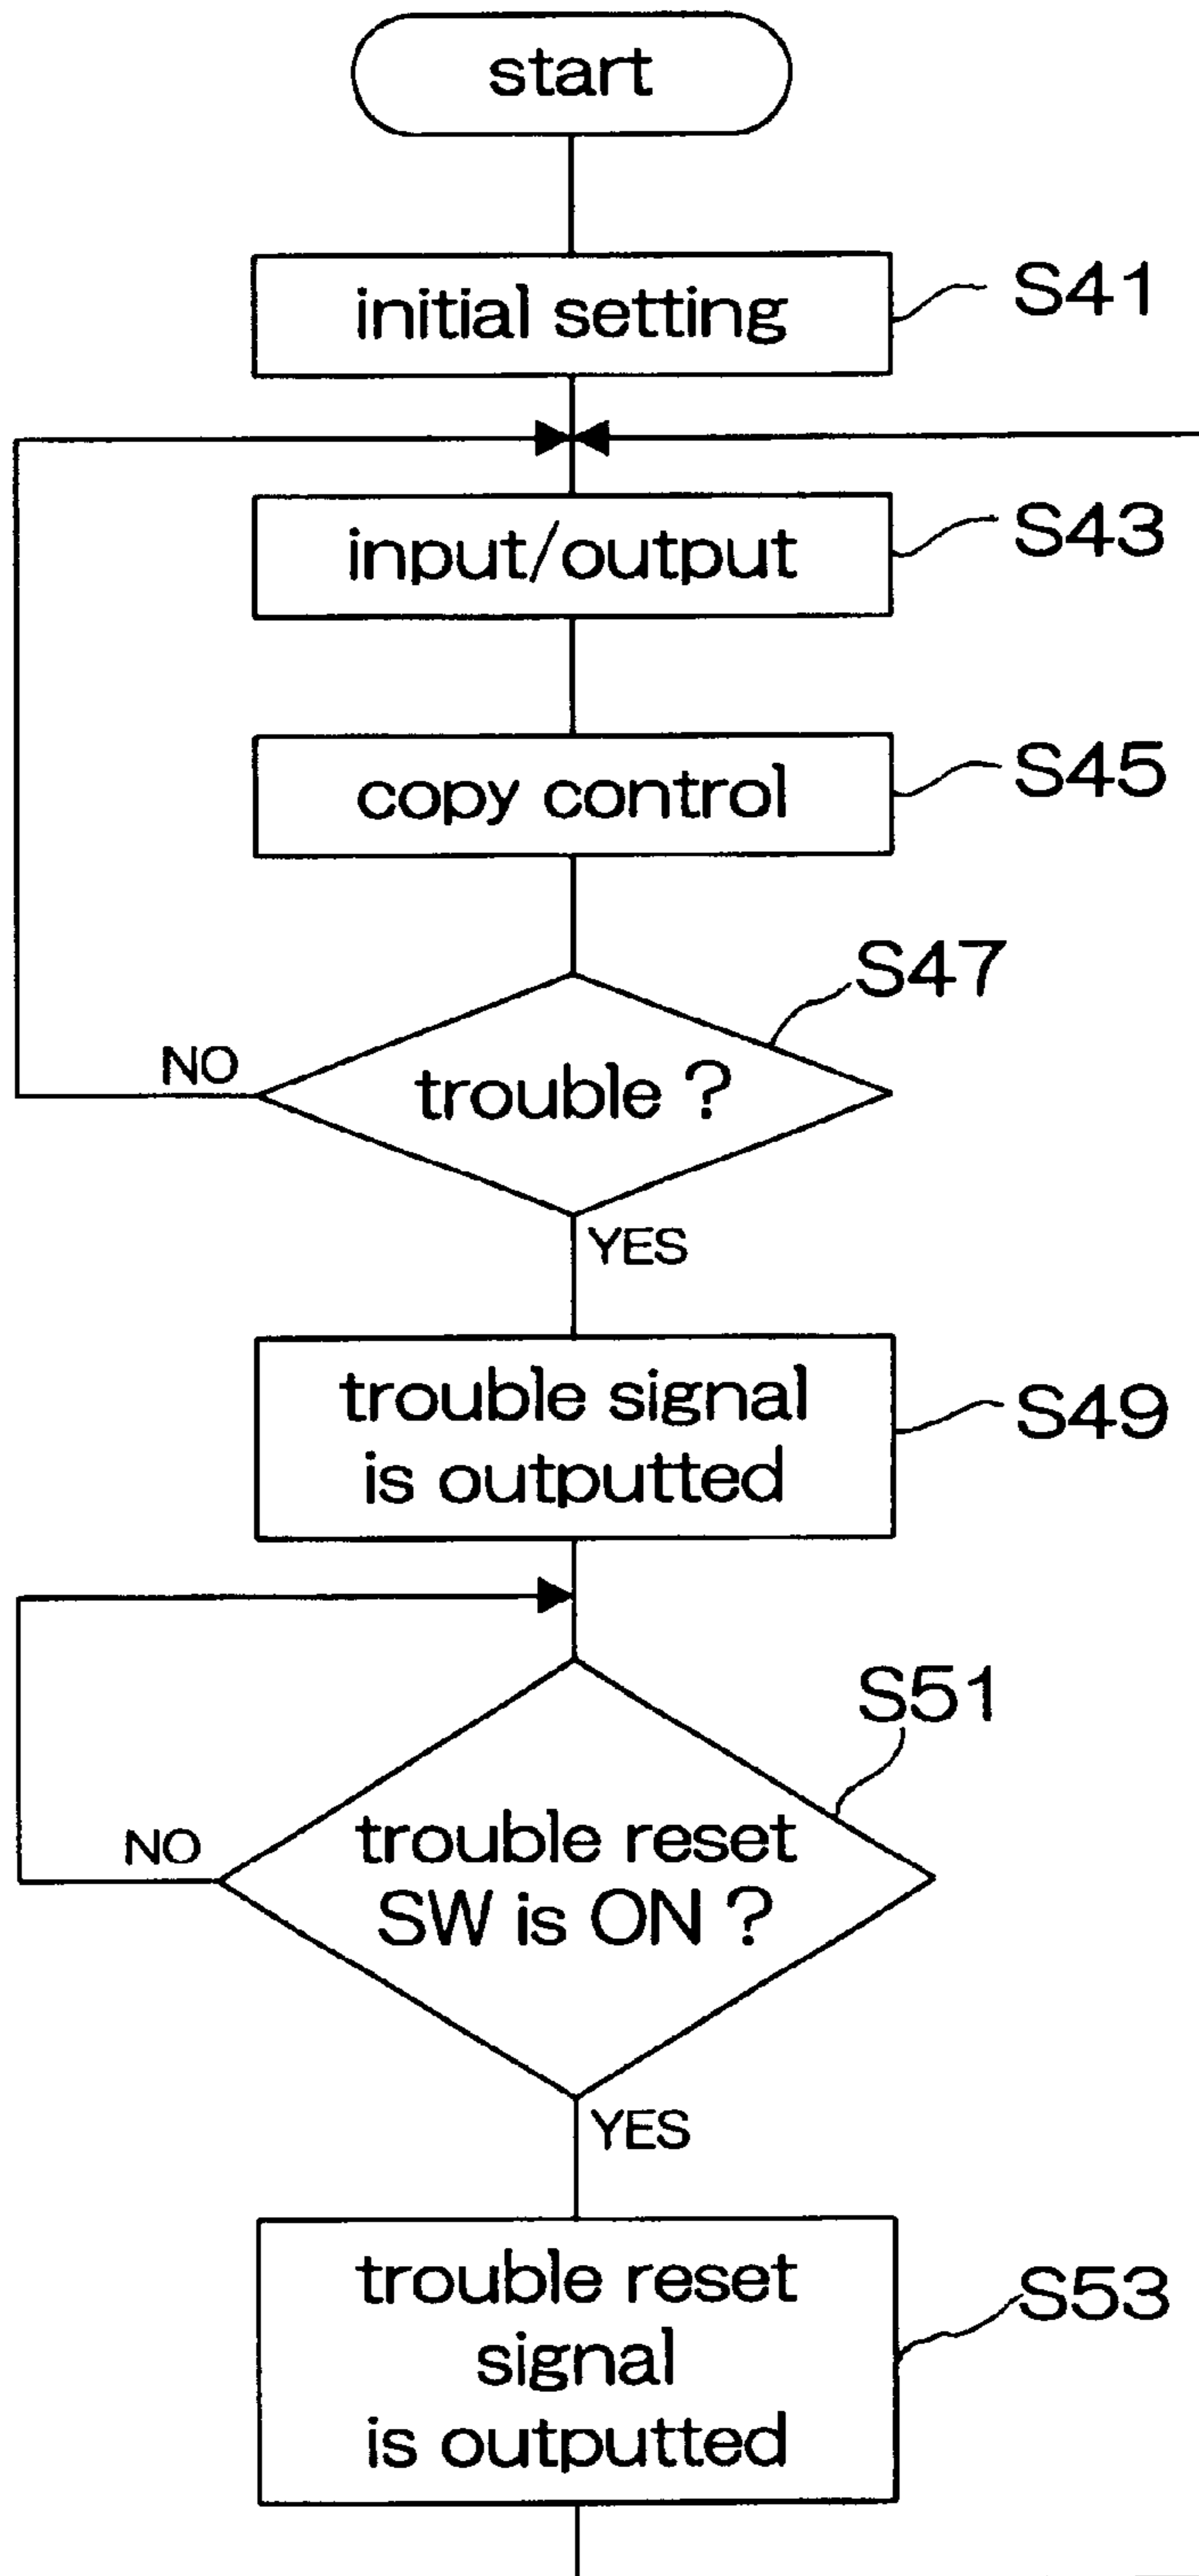 start
initial setting
S41
input/output
S43
copy control
S45
S47
trouble ?
NO
YES
trouble signal
is outputted
S49
S51
trouble reset
SW is ON ?
NO
YES
trouble reset
signal
is outputted
S53